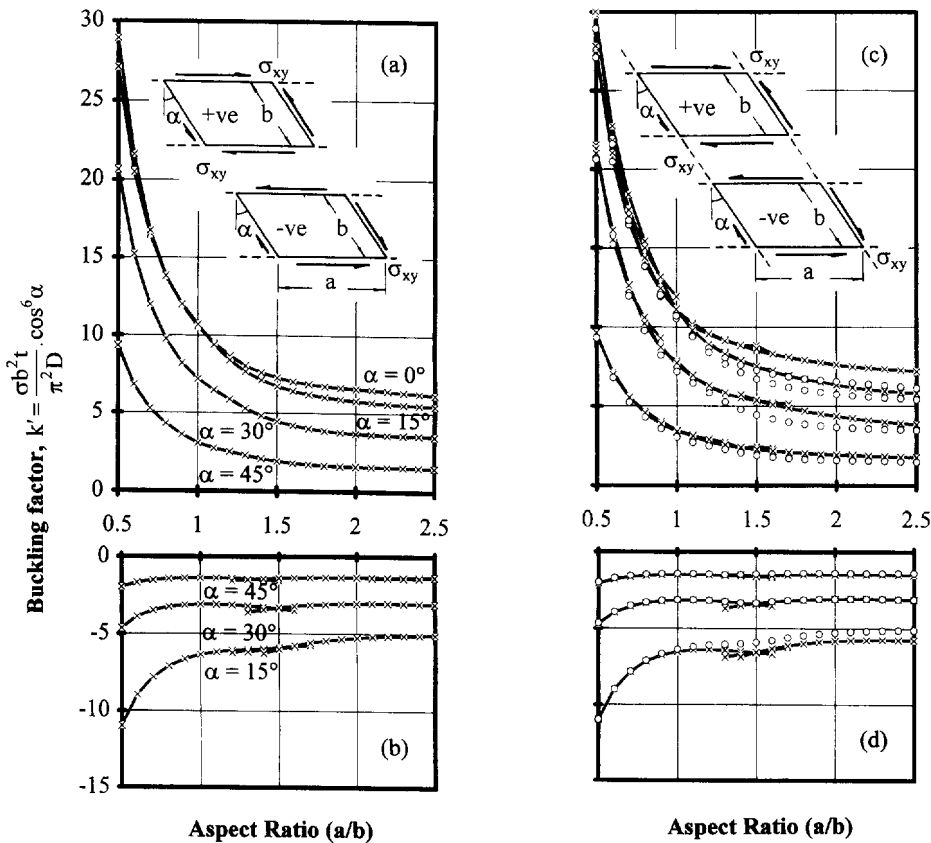 Buckling factor, k′ = σb²t / π²D .cos⁶α
30
25
20
15
10
5
0
(a)
σxy
+ve
b
α
σxy
-ve
b
α
a
σxy
α = 0°
α = 15°
α = 30°
α = 45°
0.5 1 1.5 2 2.5
(c)
σxy
+ve
b
α
σxy
-ve
b
α
a
σxy
0.5 1 1.5 2 2.5
0
-5
-10
-15
α = 45°
α = 30°
α = 15°
(b)
(d)
Aspect Ratio (a/b)
Aspect Ratio (a/b)